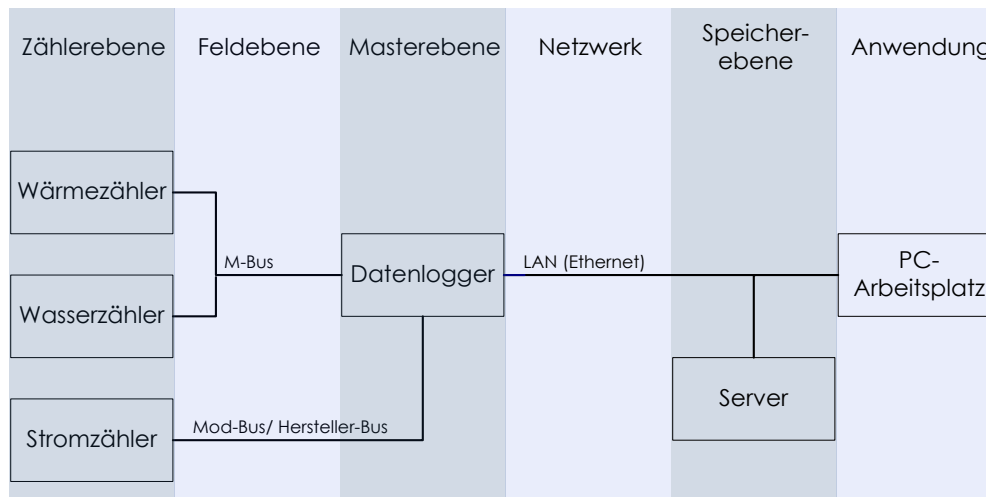 Zählerebene
Feldebene
Masterebene
Netzwerk
Speicher-
ebene
Anwendung
Wärmezähler
M-Bus
Datenlogger
LAN (Ethernet)
PC-
Arbeitsplatz
Wasserzähler
Server
Stromzähler
Mod-Bus/ Hersteller-Bus